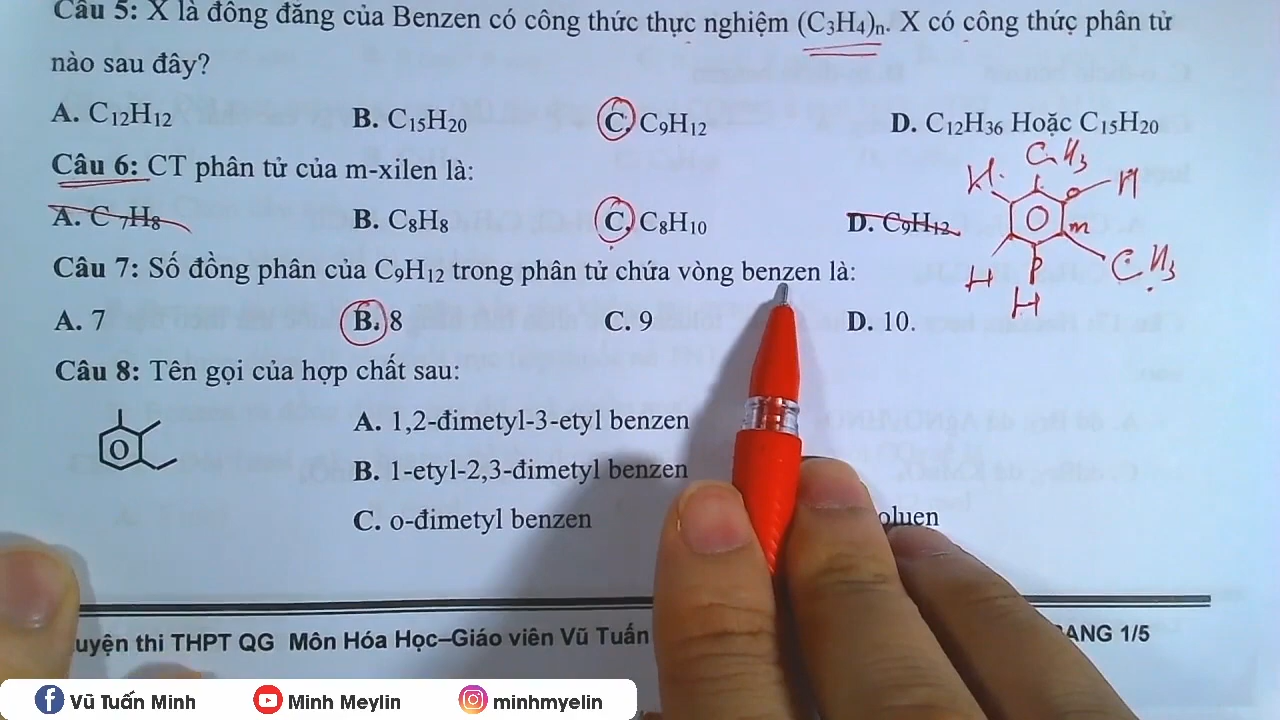 Câu 5: X là đồng đẳng của Benzen có công thức thực nghiệm (C₃H₄)ₙ. X có công thức phân tử
nào sau đây?
A. C₁₂H₁₂ B. C₁₅H₂₀ C. C₉H₁₂ D. C₁₂H₃₆ Hoặc C₁₅H₂₀
Câu 6: CT phân tử của m-xilen là:
A. C₇H₈ B. C₈H₈ C. C₈H₁₀ D. C₉H₁₂
CH₃
H
H
o
m
p
CH₃
H
H
Câu 7: Số đồng phân của C₉H₁₂ trong phân tử chứa vòng benzen là:
A. 7 B. 8 C. 9 D. 10.
Câu 8: Tên gọi của hợp chất sau:
A. 1,2-đimetyl-3-etyl benzen
B. 1-etyl-2,3-đimetyl benzen
C. o-đimetyl benzen
uyện thi THPT QG Môn Hóa Học–Giáo viên Vũ Tuấn ANG 1/5
Vũ Tuấn Minh Minh Meylin minhmyelin